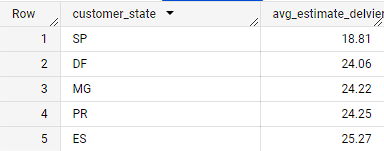 Row customer_state avg_estimate_delvier
1 SP 18.81
2 DF 24.06
3 MG 24.22
4 PR 24.25
5 ES 25.27